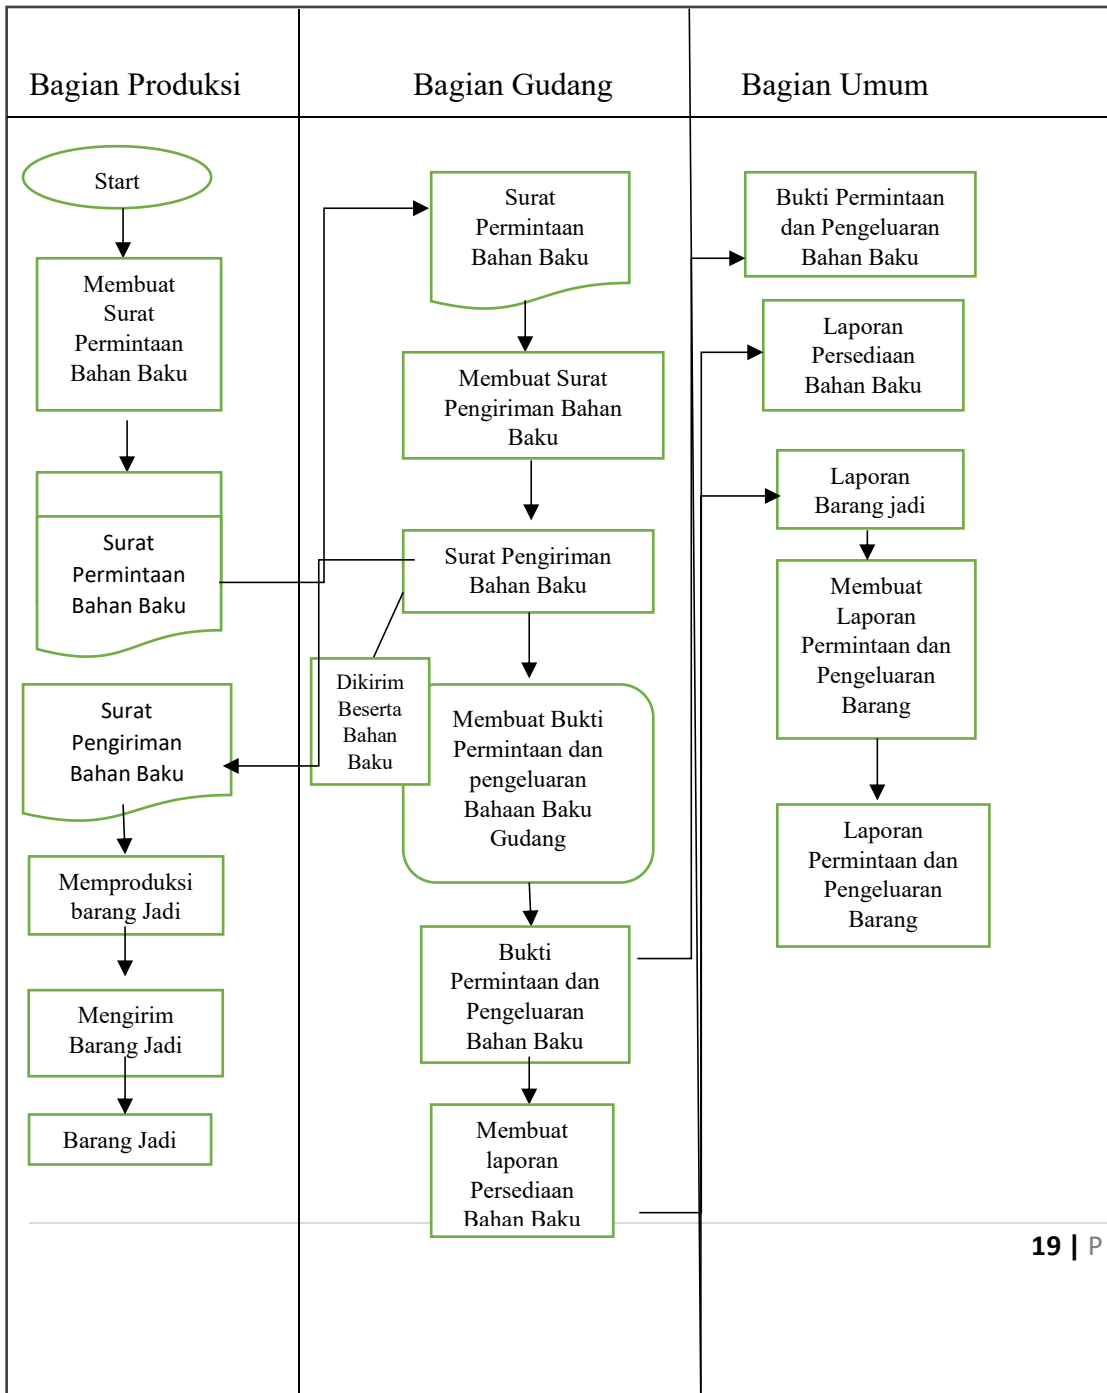 Bagian Produksi
Bagian Gudang
Bagian Umum
Start
Membuat
Surat
Permintaan
Bahan Baku
Surat
Permintaan
Bahan Baku
Surat
Pengiriman
Bahan Baku
Memproduksi
barang Jadi
Mengirim
Barang Jadi
Barang Jadi
Surat
Permintaan
Bahan Baku
Membuat Surat
Pengiriman Bahan
Baku
Surat Pengiriman
Bahan Baku
Dikirim
Beserta
Bahan
Baku
Membuat Bukti
Permintaan dan
pengeluaran
Bahaan Baku
Gudang
Bukti
Permintaan dan
Pengeluaran
Bahan Baku
Membuat
laporan
Persediaan
Bahan Baku
Bukti Permintaan
dan Pengeluaran
Bahan Baku
Laporan
Persediaan
Bahan Baku
Laporan
Barang jadi
Membuat
Laporan
Permintaan dan
Pengeluaran
Barang
Laporan
Permintaan dan
Pengeluaran
Barang
19 | P